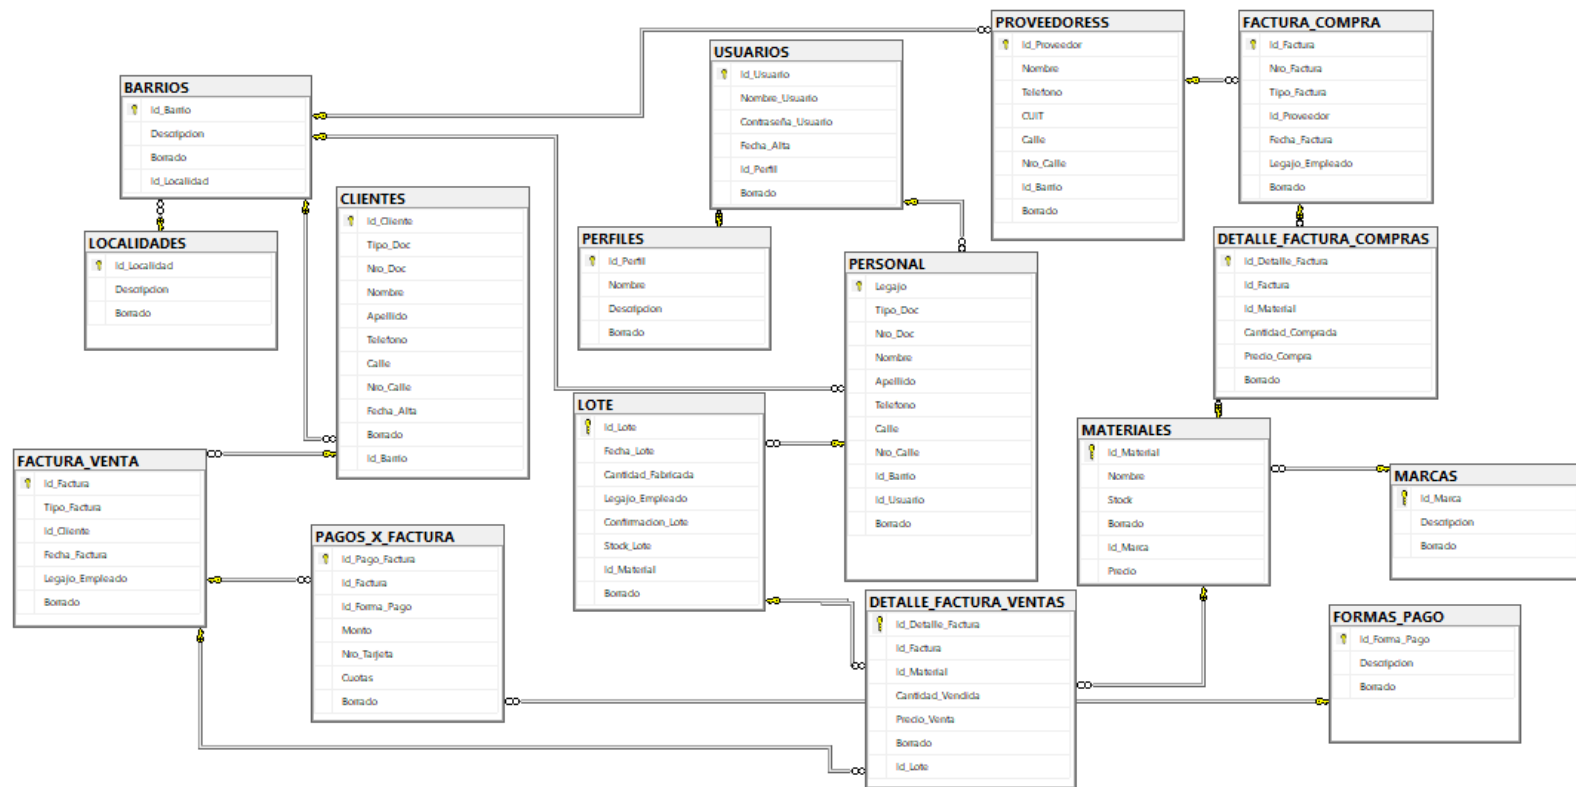 PROVEEDORESS
Id_Proveedor
Nombre
Telefono
CUIT
Calle
Nro_Calle
Id_Barrio
Borrado
FACTURA_COMPRA
Id_Factura
Nro_Factura
Tipo_Factura
Id_Proveedor
Fecha_Factura
Legajo_Empleado
Borrado
USUARIOS
Id_Usuario
Nombre_Usuario
Contraseña_Usuario
Fecha_Alta
Id_Perfil
Borrado
BARRIOS
Id_Barrio
Descripcion
Borrado
Id_Localidad
CLIENTES
Id_Cliente
Tipo_Doc
Nro_Doc
Nombre
Apellido
Telefono
Calle
Nro_Calle
Fecha_Alta
Borrado
Id_Barrio
LOCALIDADES
Id_Localidad
Descripcion
Borrado
PERFILES
Id_Perfil
Nombre
Descripcion
Borrado
PERSONAL
Legajo
Tipo_Doc
Nro_Doc
Nombre
Apellido
Telefono
Calle
Nro_Calle
Id_Barrio
Id_Usuario
Borrado
DETALLE_FACTURA_COMPRAS
Id_Detalle_Factura
Id_Factura
Id_Material
Cantidad_Comprada
Precio_Compra
Borrado
LOTE
Id_Lote
Fecha_Lote
Cantidad_Fabricada
Legajo_Empleado
Confirmacion_Lote
Stock_Lote
Id_Material
Borrado
MATERIALES
Id_Material
Nombre
Stock
Borrado
Id_Marca
Precio
MARCAS
Id_Marca
Descripcion
Borrado
FACTURA_VENTA
Id_Factura
Tipo_Factura
Id_Cliente
Fecha_Factura
Legajo_Empleado
Borrado
PAGOS_X_FACTURA
Id_Pago_Factura
Id_Factura
Id_Forma_Pago
Monto
Nro_Tarjeta
Cuotas
Borrado
DETALLE_FACTURA_VENTAS
Id_Detalle_Factura
Id_Factura
Id_Material
Cantidad_Vendida
Precio_Venta
Borrado
Id_Lote
FORMAS_PAGO
Id_Forma_Pago
Descripcion
Borrado